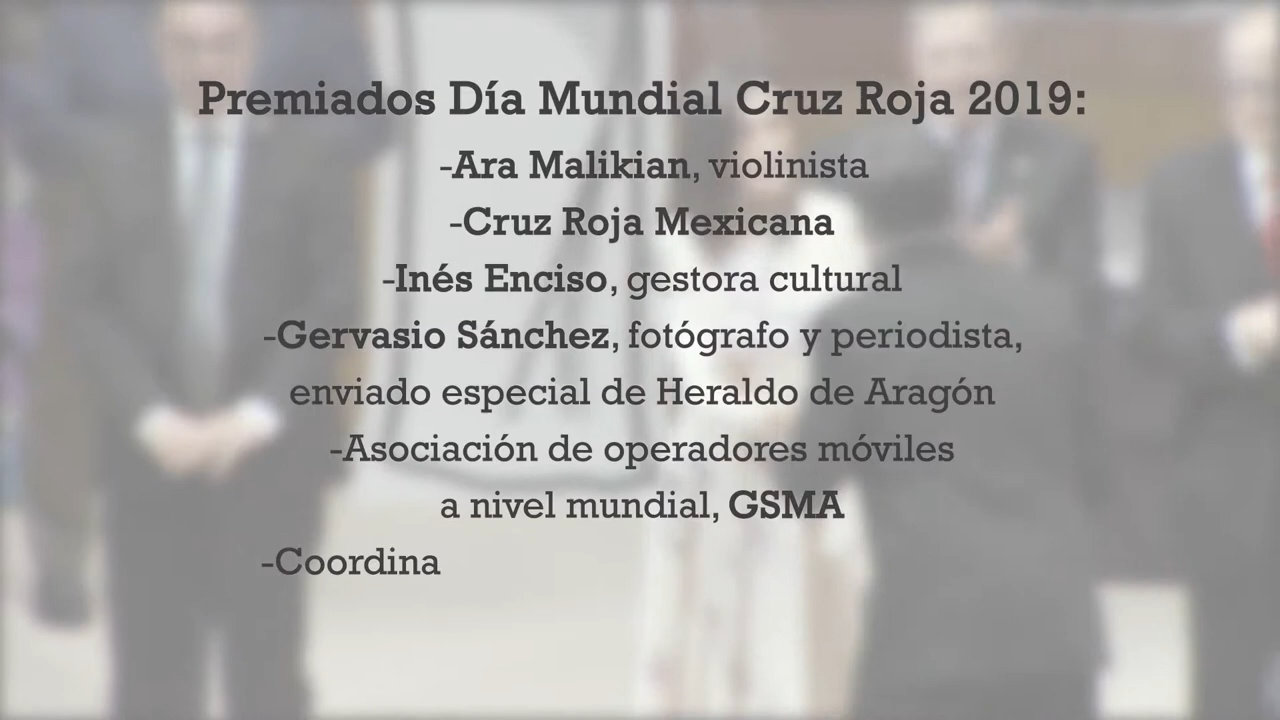 Premiados Día Mundial Cruz Roja 2019:
-Ara Malikian, violinista
-Cruz Roja Mexicana
-Inés Enciso, gestora cultural
-Gervasio Sánchez, fotógrafo y periodista,
enviado especial de Heraldo de Aragón
-Asociación de operadores móviles
a nivel mundial, GSMA
-Coordina